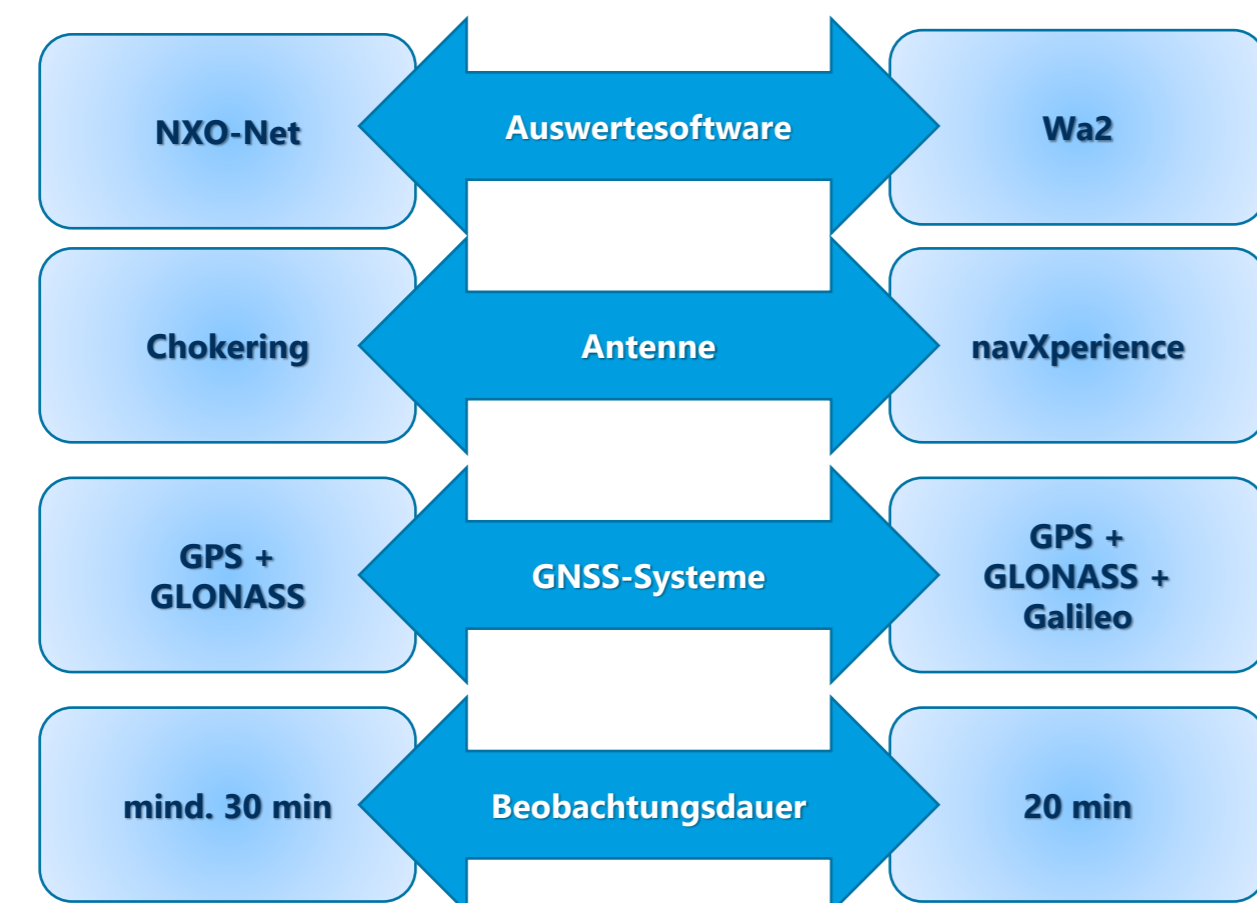 NXO-Net
Auswertesoftware
Wa2
Chokering
Antenne
navXperience
GPS +
GLONASS
GNSS-Systeme
GPS +
GLONASS +
Galileo
mind. 30 min
Beobachtungsdauer
20 min